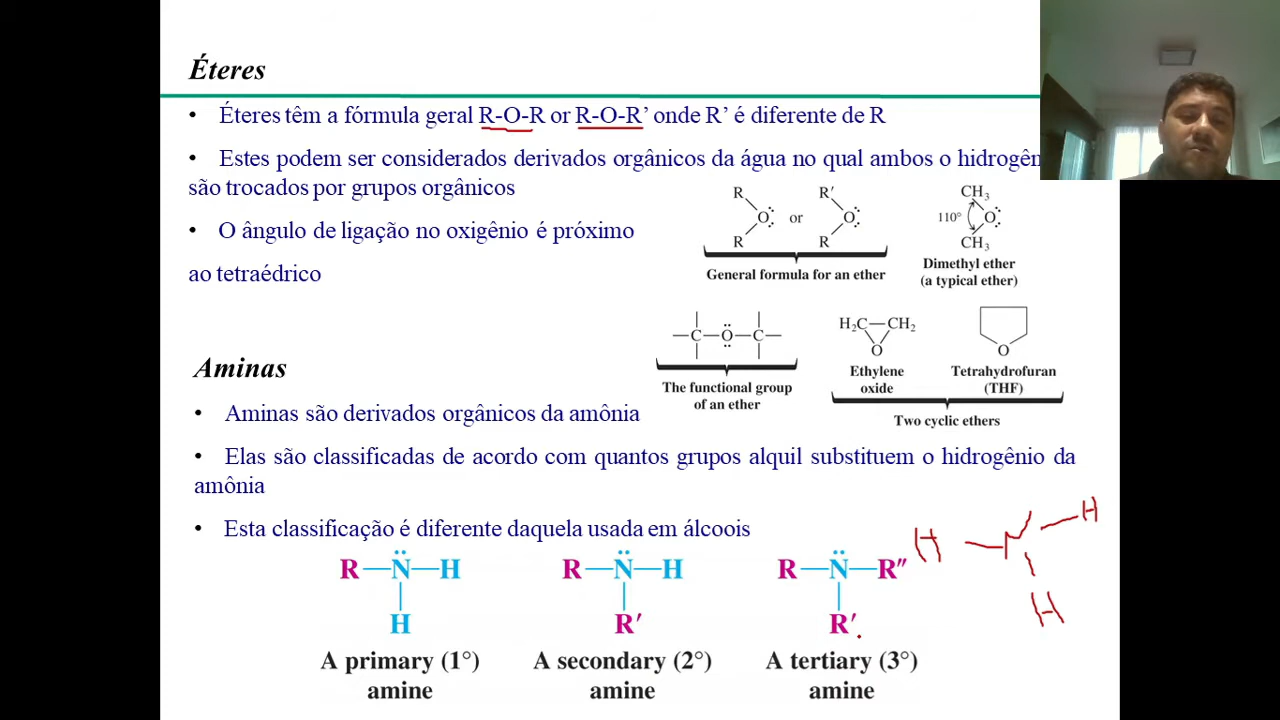 Éteres
• Éteres têm a fórmula geral R-O-R or R-O-R’ onde R’ é diferente de R
• Estes podem ser considerados derivados orgânicos da água no qual ambos o
são trocados por grupos orgânicos
• O ângulo de ligação no oxigênio é próximo
ao tetraédrico
R
O
R
or
R′
O
R
General formula for an ether
CH3
110°
O
CH3
Dimethyl ether
(a typical ether)
—C—O—C—
The functional group
of an ether
H2C—CH2
O
Ethylene
oxide
O
Tetrahydrofuran
(THF)
Two cyclic ethers
Aminas
• Aminas são derivados orgânicos da amônia
• Elas são classificadas de acordo com quantos grupos alquil substituem o hidrogênio da
amônia
• Esta classificação é diferente daquela usada em álcoois
R—N—H
H
A primary (1°)
amine
R—N—H
R′
A secondary (2°)
amine
R—N—R″
R′
A tertiary (3°)
amine
H N H
H